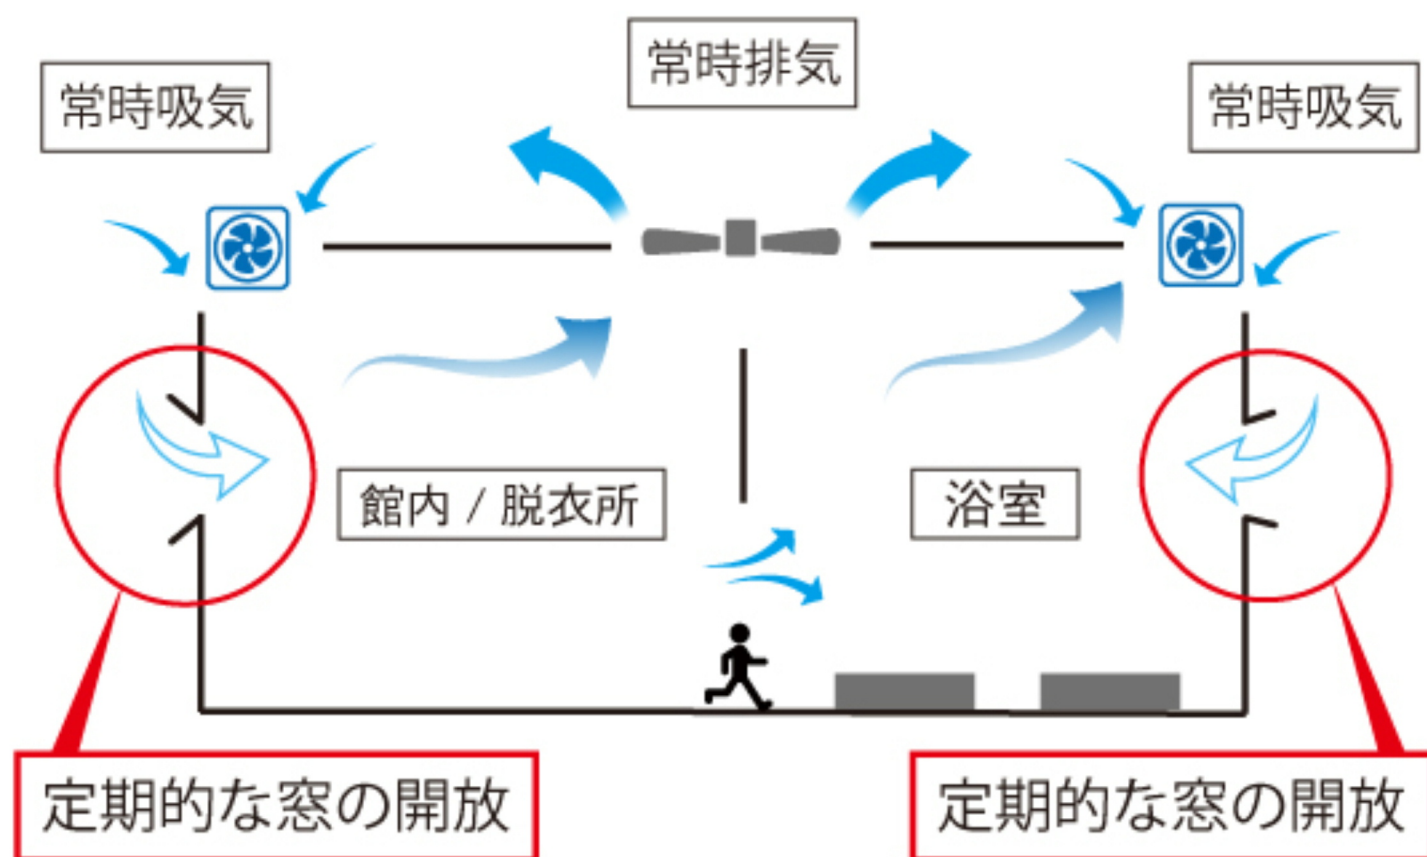 常時排気
常時吸気
常時吸気
館内 / 脱衣所
浴室
定期的な窓の開放
定期的な窓の開放